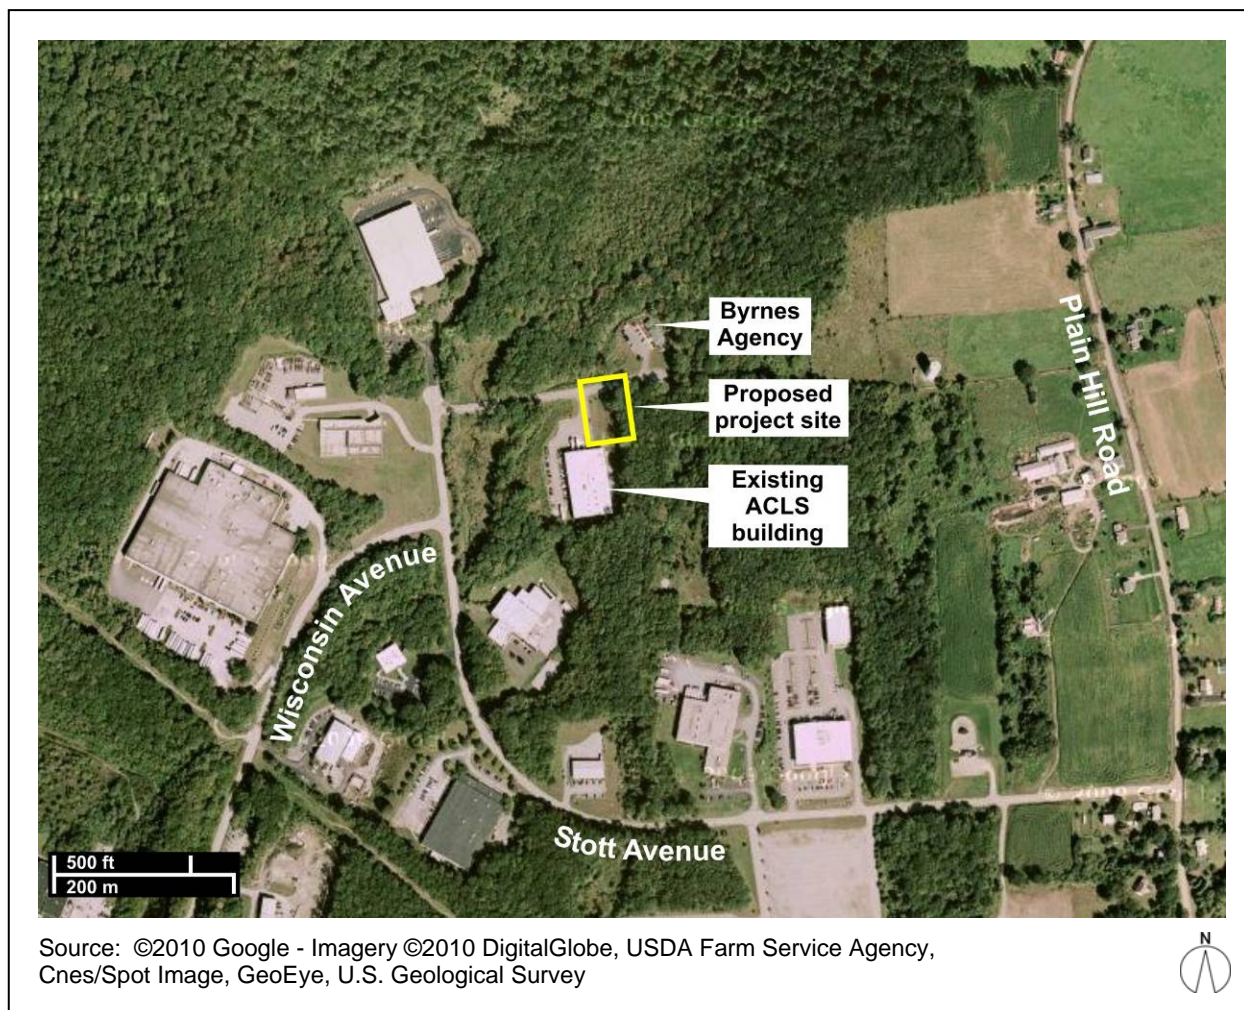 Byrnes
Agency
Proposed
project site
Existing
ACLS
building
Plain Hill Road
Wisconsin Avenue
Stott Avenue
500 ft
200 m
Source: ©2010 Google - Imagery ©2010 DigitalGlobe, USDA Farm Service Agency,
Cnes/Spot Image, GeoEye, U.S. Geological Survey
N